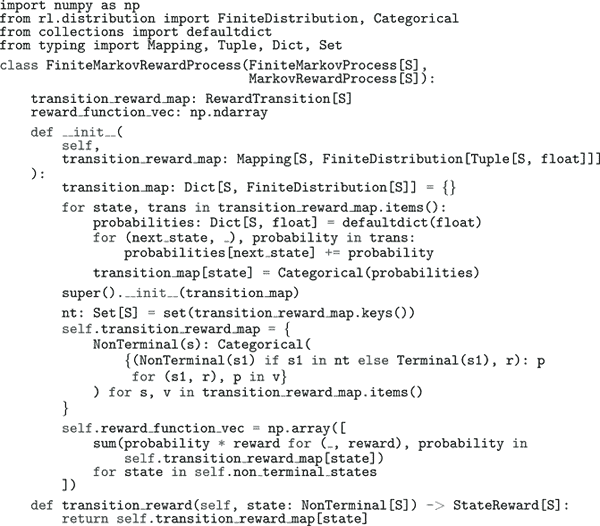 import numpy as np
from rl.distribution import FiniteDistribution, Categorical
from collections import defaultdict
from typing import Mapping, Tuple, Dict, Set
class FiniteMarkovRewardProcess(FiniteMarkovProcess[S],
                                MarkovRewardProcess[S]):
    transition_reward_map: RewardTransition[S]
    reward_function_vec: np.ndarray
    def __init__(
        self,
        transition_reward_map: Mapping[S, FiniteDistribution[Tuple[S, float]]]
    ):
        transition_map: Dict[S, FiniteDistribution[S]] = {}
        for state, trans in transition_reward_map.items():
            probabilities: Dict[S, float] = defaultdict(float)
            for (next_state, _), probability in trans:
                probabilities[next_state] += probability
            transition_map[state] = Categorical(probabilities)
        super().__init__(transition_map)
        nt: Set[S] = set(transition_reward_map.keys())
        self.transition_reward_map = {
            NonTerminal(s): Categorical(
                {(NonTerminal(s1) if s1 in nt else Terminal(s1), r): p
                 for (s1, r), p in v}
            ) for s, v in transition_reward_map.items()
        }
        self.reward_function_vec = np.array([
            sum(probability * reward for (_, reward), probability in
                self.transition_reward_map[state])
            for state in self.non_terminal_states
        ])
    def transition_reward(self, state: NonTerminal[S]) -> StateReward[S]:
        return self.transition_reward_map[state]